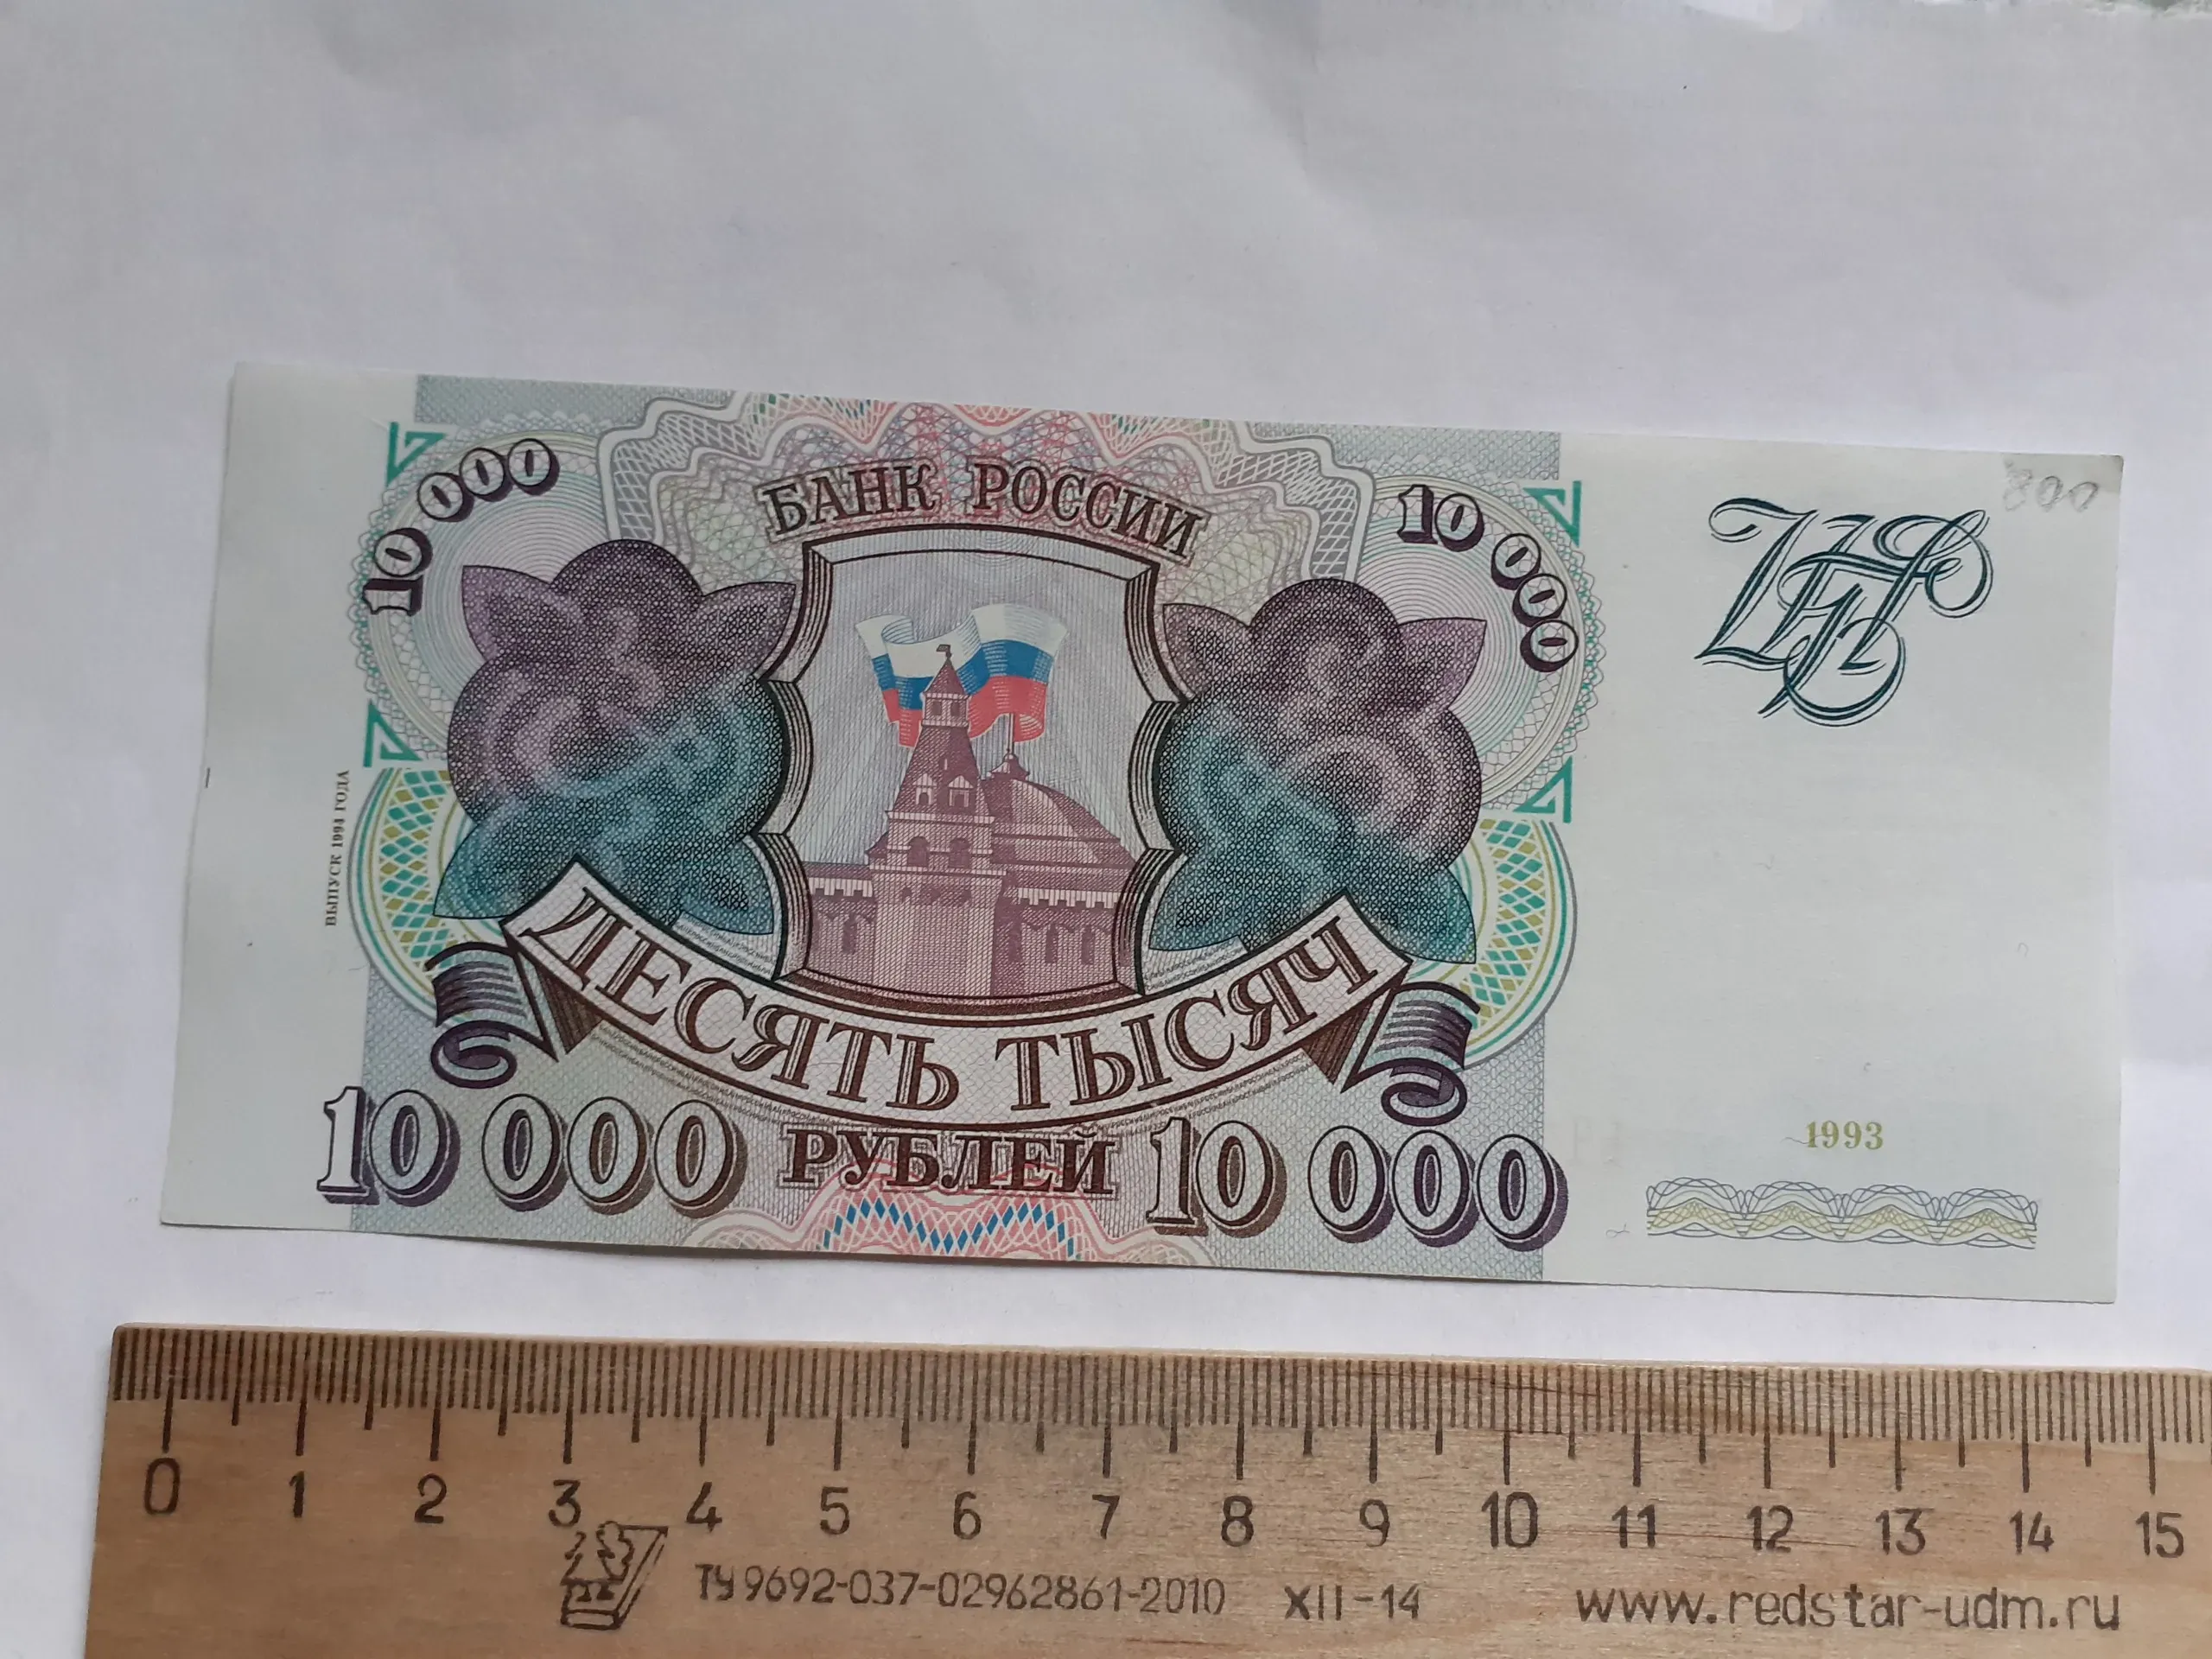 800
10 000
БАНК РОССИИ
10 000
ВЫПУСК 1994 ГОДА
ДЕСЯТЬ ТЫСЯЧ
10 000 РУБЛЕЙ 10 000
1993
0 1 2 3 4 5 6 7 8 9 10 11 12 13 14 15
ТУ 9692-037-02962861-2010 XII-14 www.redstar-udm.ru